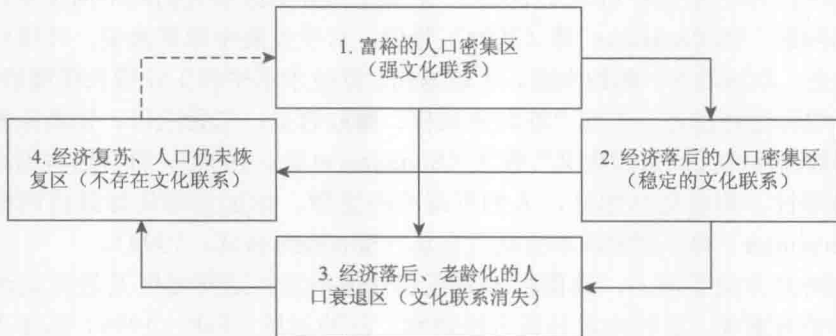 1. 富裕的人口密集区
（强文化联系）
4. 经济复苏、人口仍未恢
复区（不存在文化联系）
2. 经济落后的人口密集区
（稳定的文化联系）
3. 经济落后、老龄化的人
口衰退区（文化联系消失）